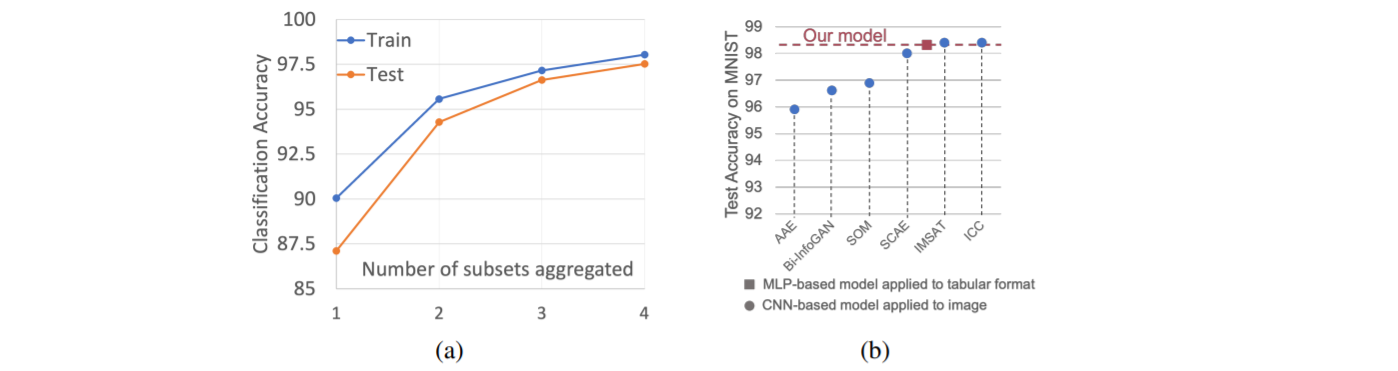 100
97.5
95
92.5
90
87.5
85
Classification Accuracy
Train
Test
Number of subsets aggregated
1 2 3 4
(a)
99
98
97
96
95
94
93
92
Test Accuracy on MNIST
Our model
AAE
Bi-InfoGAN
SOM
SCAE
IMSAT
ICC
MLP-based model applied to tabular format
CNN-based model applied to image
(b)